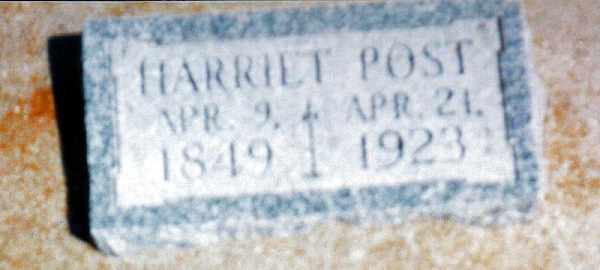 HARRIET POST
APR. 9, APR. 21,
1849 1923